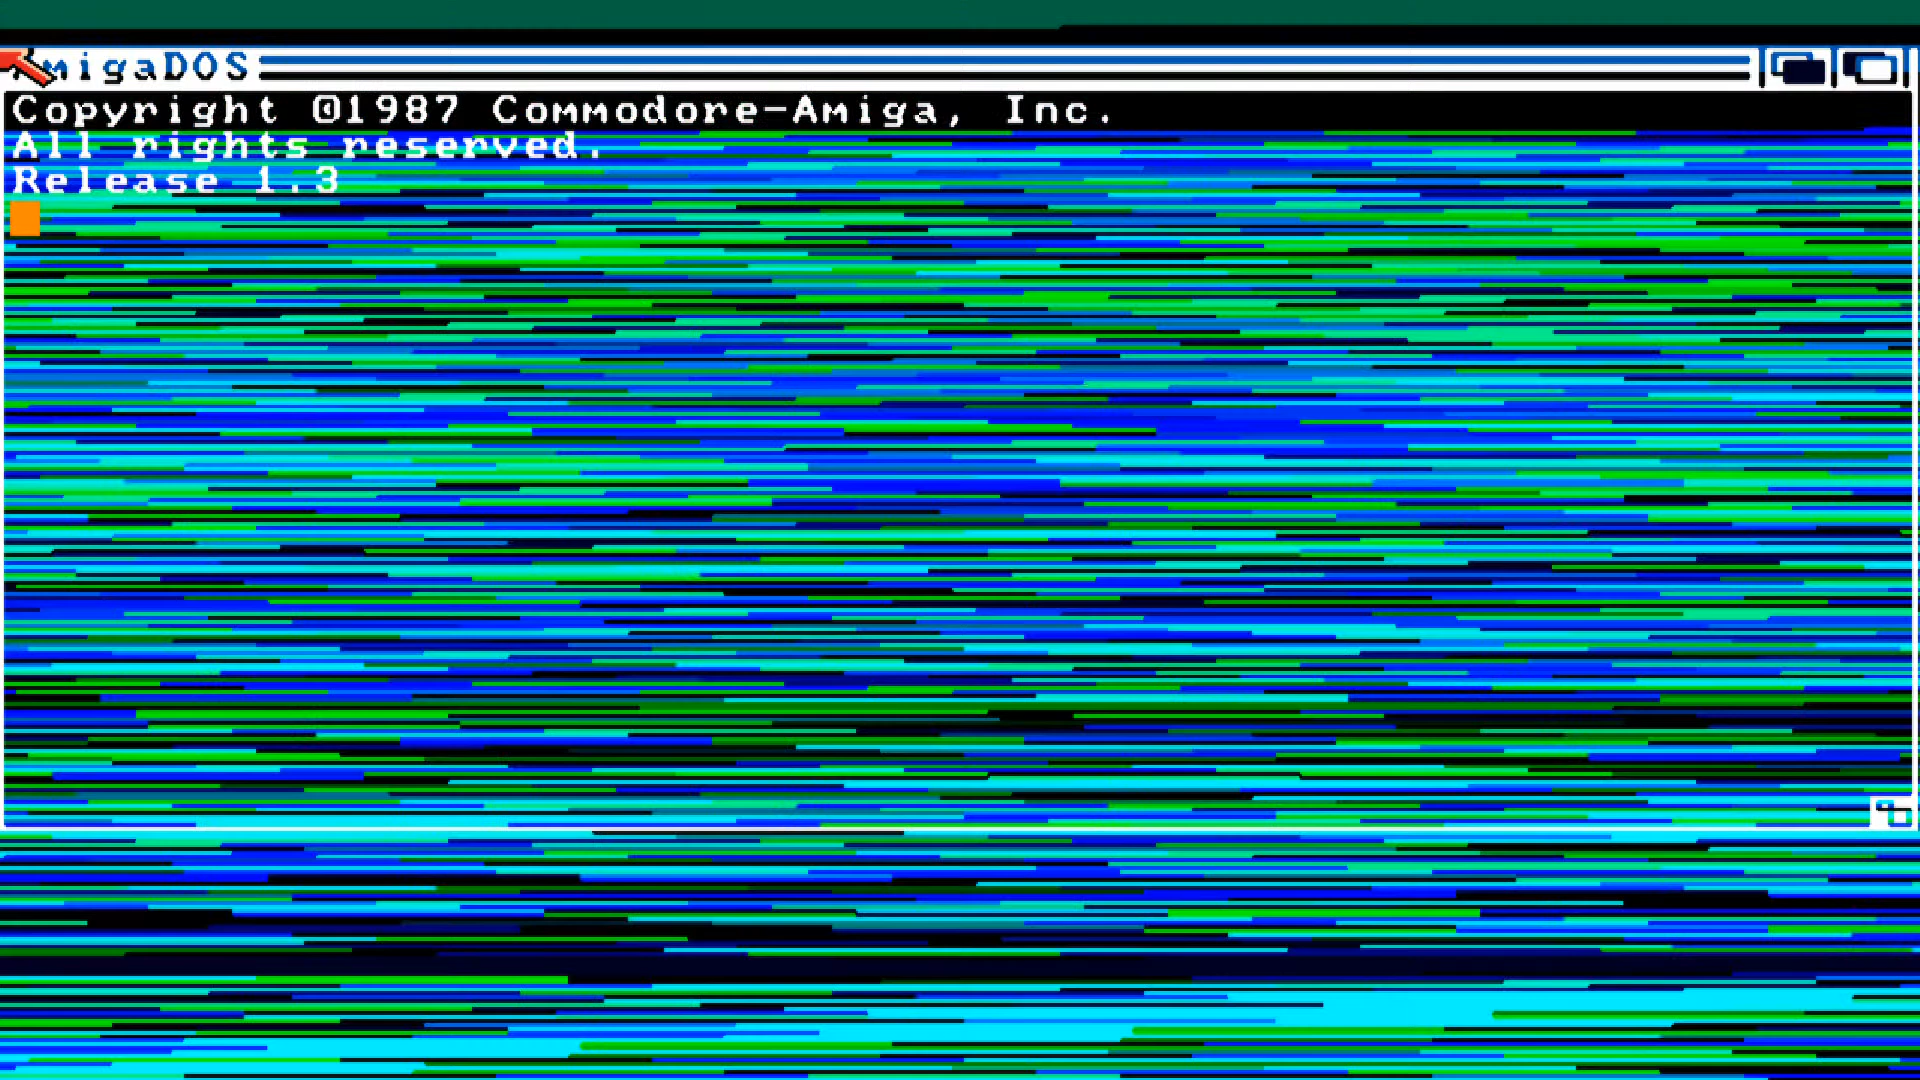 AmigaDOS
Copyright ©1987 Commodore-Amiga, Inc.
All rights reserved.
Release 1.3